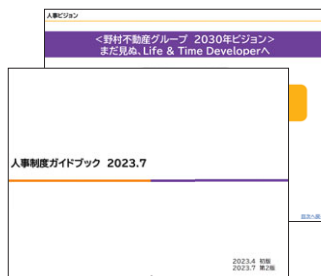 人事ビジョン
<野村不動産グループ 2030年ビジョン>
まだ見ぬ、Life & Time Developerへ
人事制度ガイドブック 2023.7
2023.4 初版
2023.7 第2版